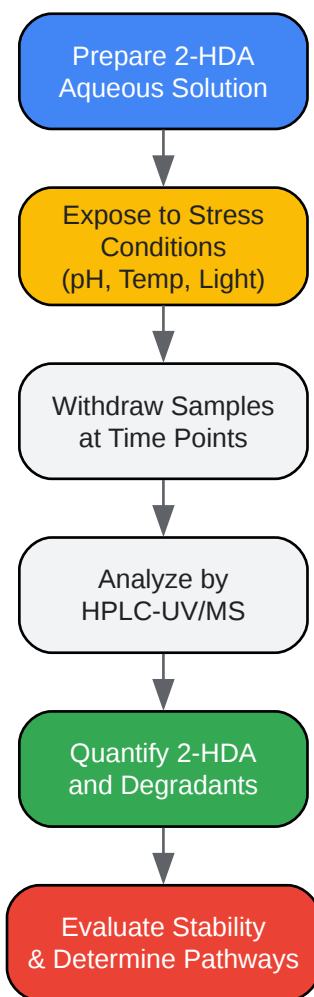 Prepare 2-HDA
Aqueous Solution
Expose to Stress
Conditions
(pH, Temp, Light)
Withdraw Samples
at Time Points
Analyze by
HPLC-UV/MS
Quantify 2-HDA
and Degradants
Evaluate Stability
& Determine Pathways